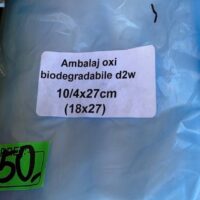 Ambalaj oxi
biodegradabile d2w
10/4x27cm
(18x27)
50,